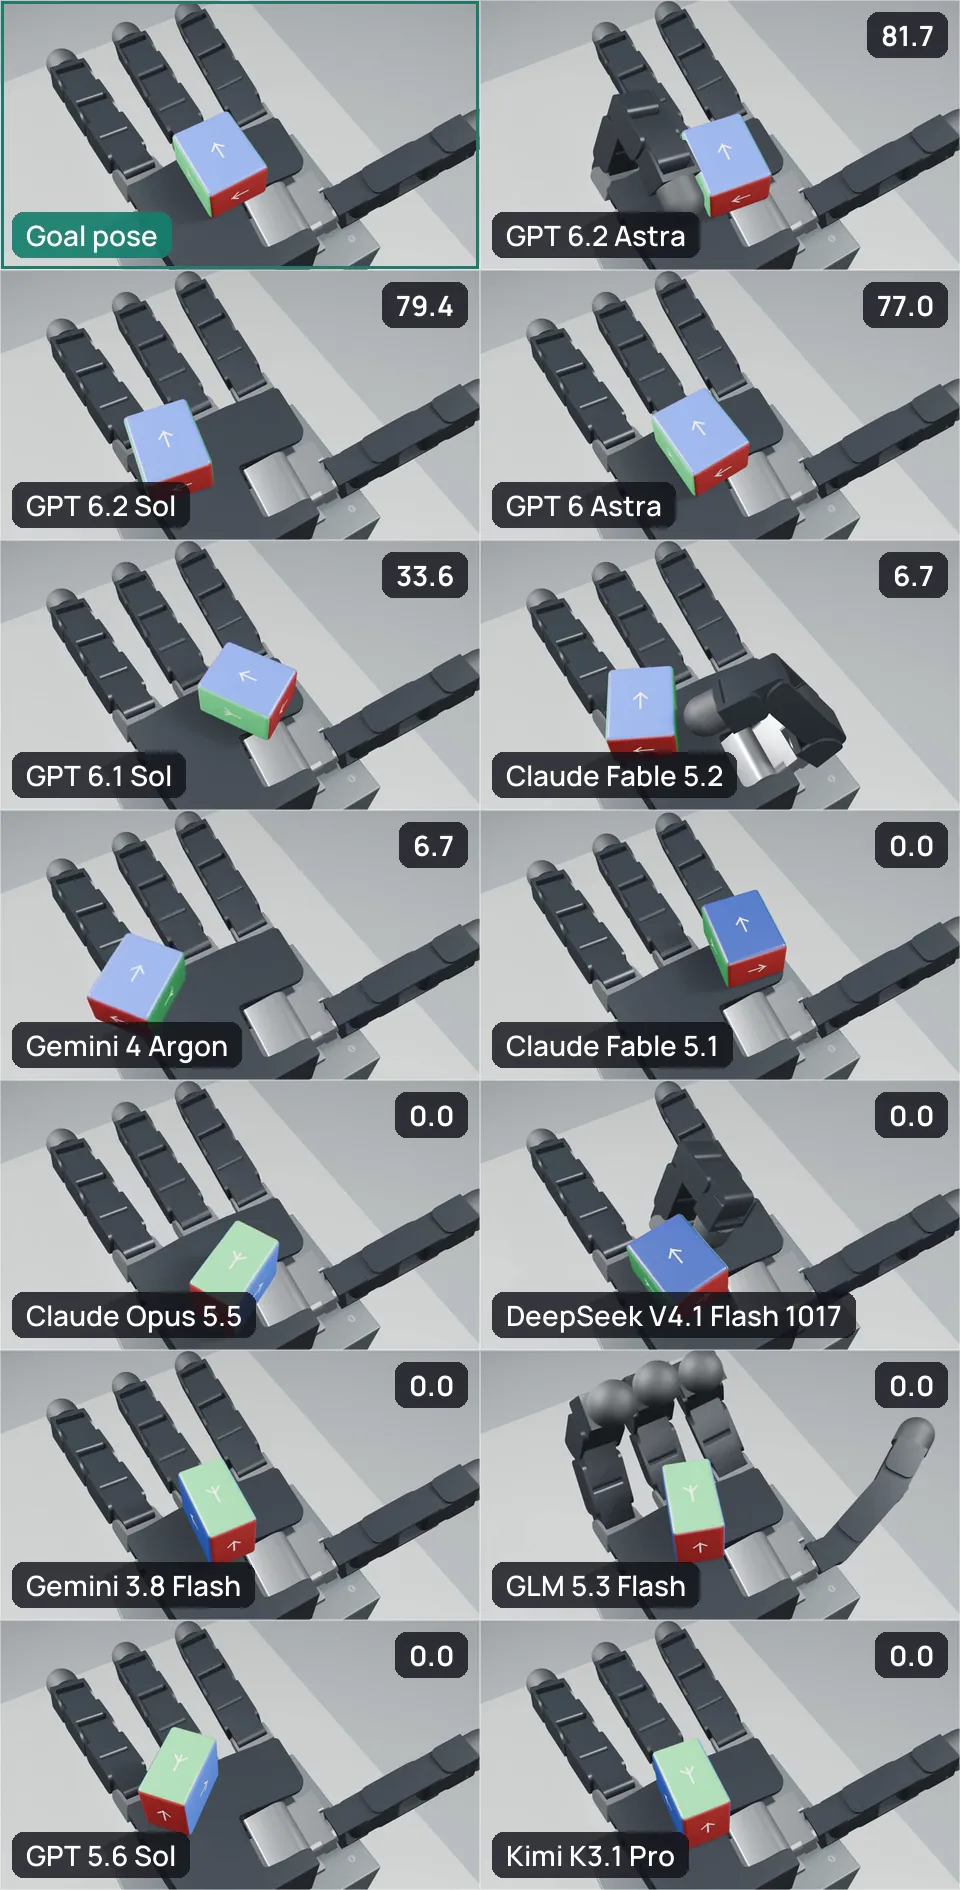 Goal pose
81.7
GPT 6.2 Astra
79.4
GPT 6.2 Sol
77.0
GPT 6 Astra
33.6
GPT 6.1 Sol
6.7
Claude Fable 5.2
6.7
Gemini 4 Argon
0.0
Claude Fable 5.1
0.0
Claude Opus 5.5
0.0
DeepSeek V4.1 Flash 1017
0.0
Gemini 3.8 Flash
0.0
GLM 5.3 Flash
0.0
GPT 5.6 Sol
0.0
Kimi K3.1 Pro